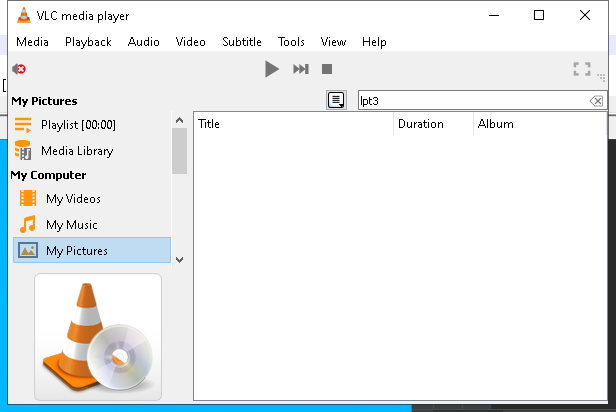 VLC media player
Media Playback Audio Video Subtitle Tools View Help
My Pictures
lpt3
Playlist [00:00]
Media Library
My Computer
My Videos
My Music
My Pictures
Title Duration Album